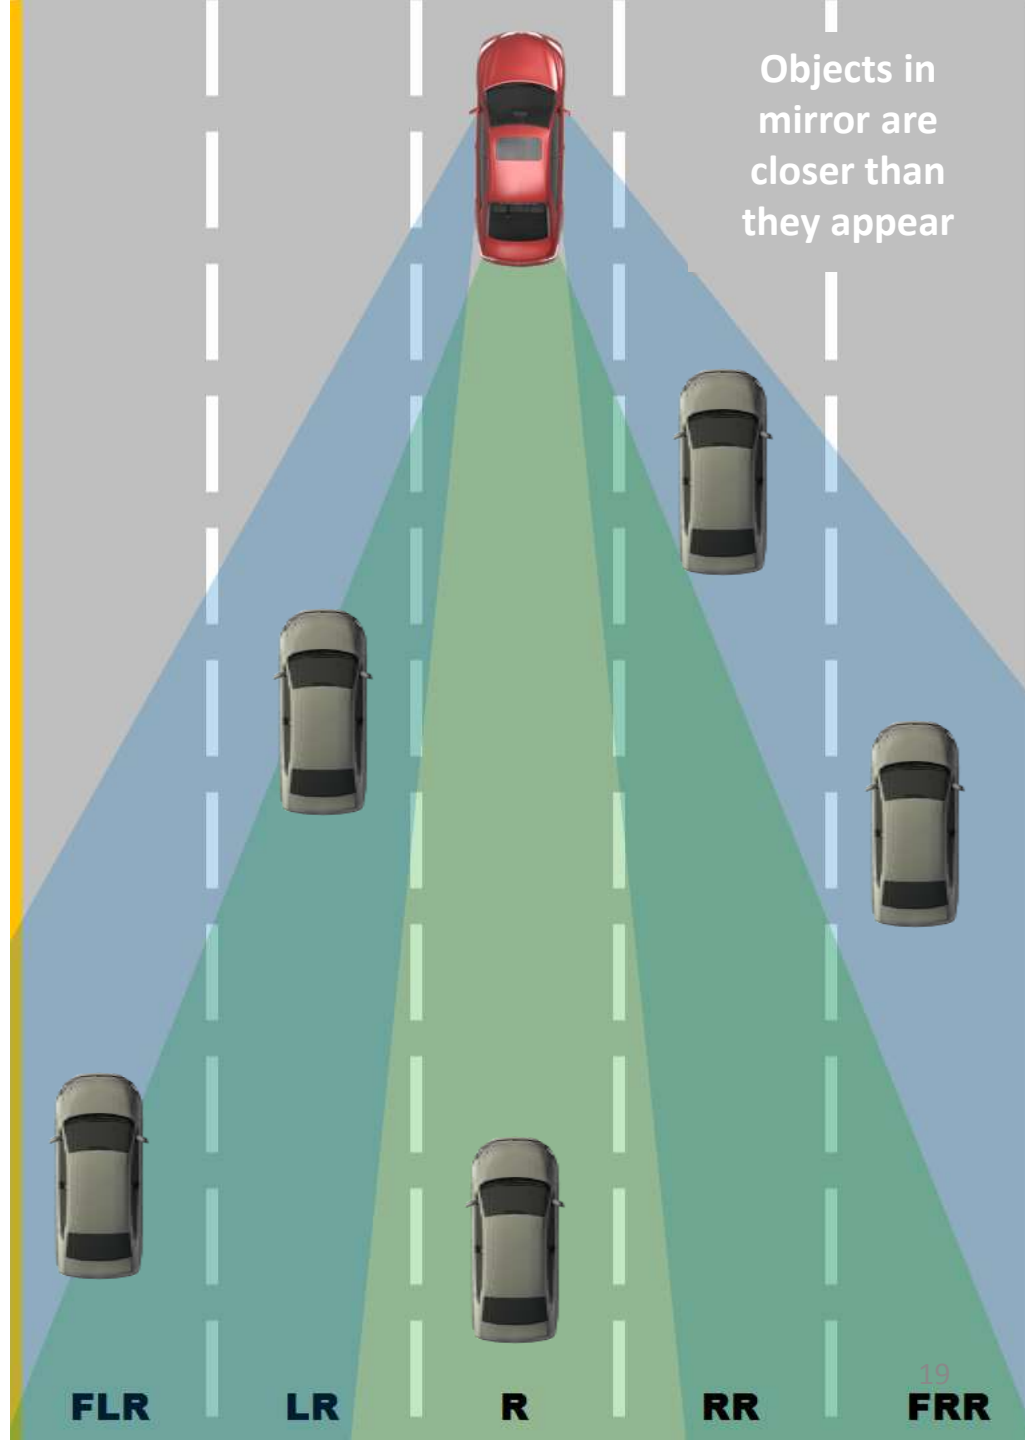 Objects in
mirror are
closer than
they appear
19
FLR LR R RR FRR